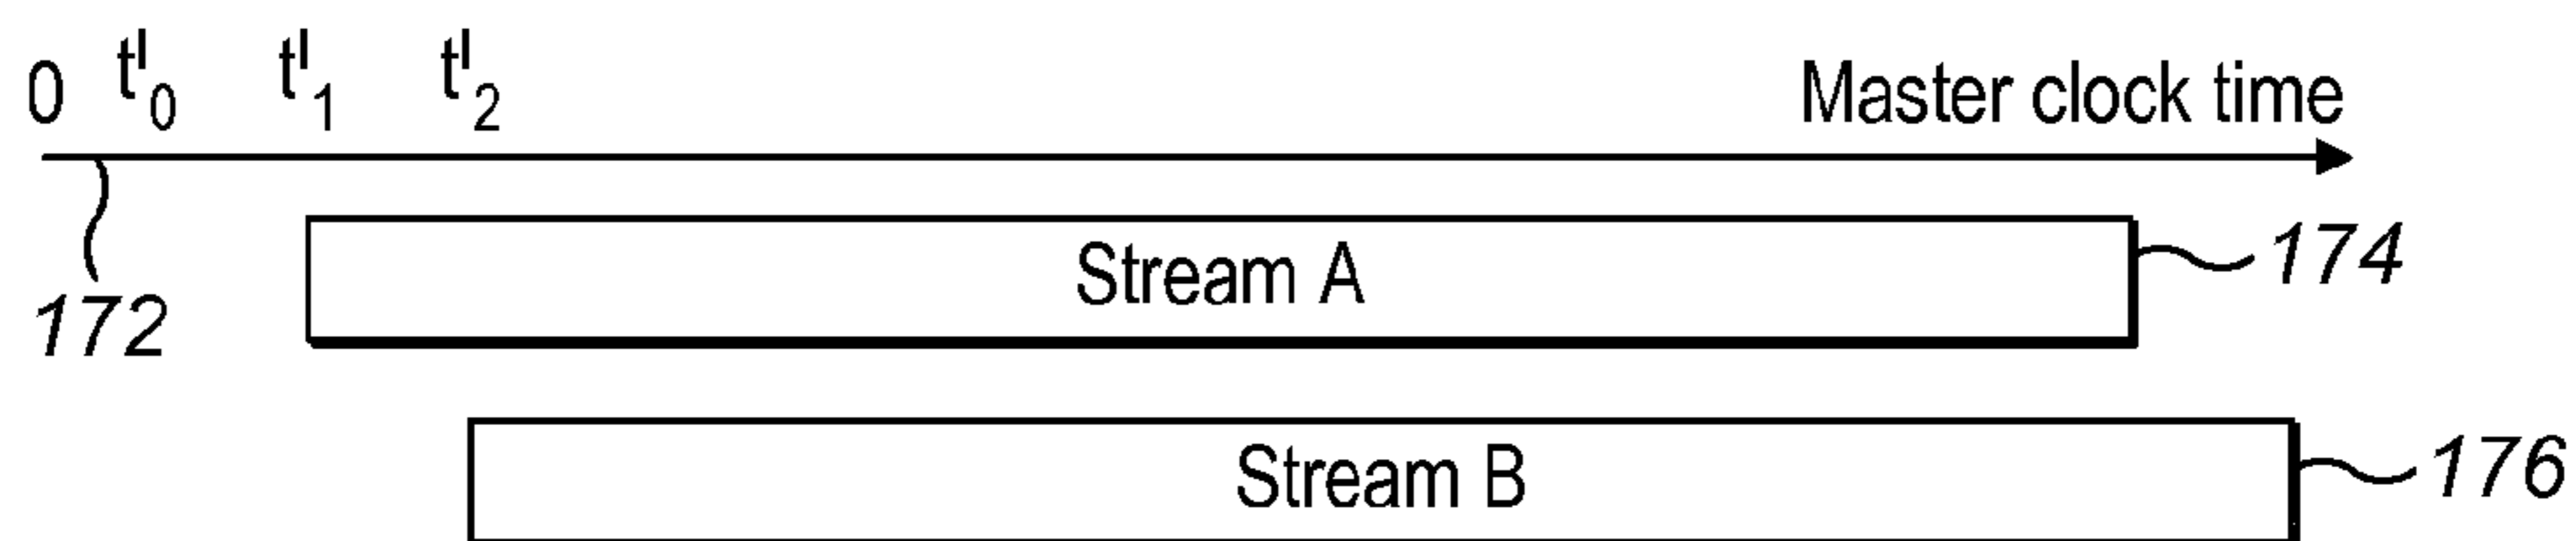 0 t'₀ t'₁ t'₂ Master clock time
172
Stream A 174
Stream B 176